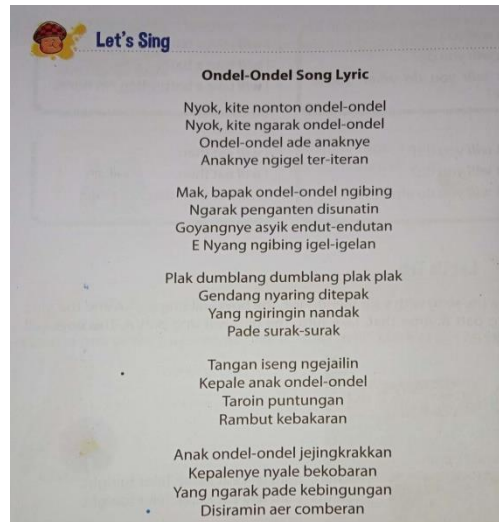 Let's Sing
Ondel-Ondel Song Lyric
Nyok, kite nonton ondel-ondel
Nyok, kite ngarak ondel-ondel
Ondel-ondel ade anaknye
Anaknye ngigel ter-iteran
Mak, bapak ondel-ondel ngibing
Ngarak penganten disunatin
Goyangnye asyik endut-endutan
E Nyang ngibing igel-igelan
Plak dumblang dumblang plak plak
Gendang nyaring ditepak
Yang ngiringin nandak
Pade surak-surak
Tangan iseng ngejailin
Kepale anak ondel-ondel
Taroin puntungan
Rambut kebakaran
Anak ondel-ondel jejingkrakkan
Kepalenye nyale bekobaran
Yang ngarak pade kebingungan
Disiramin aer comberan